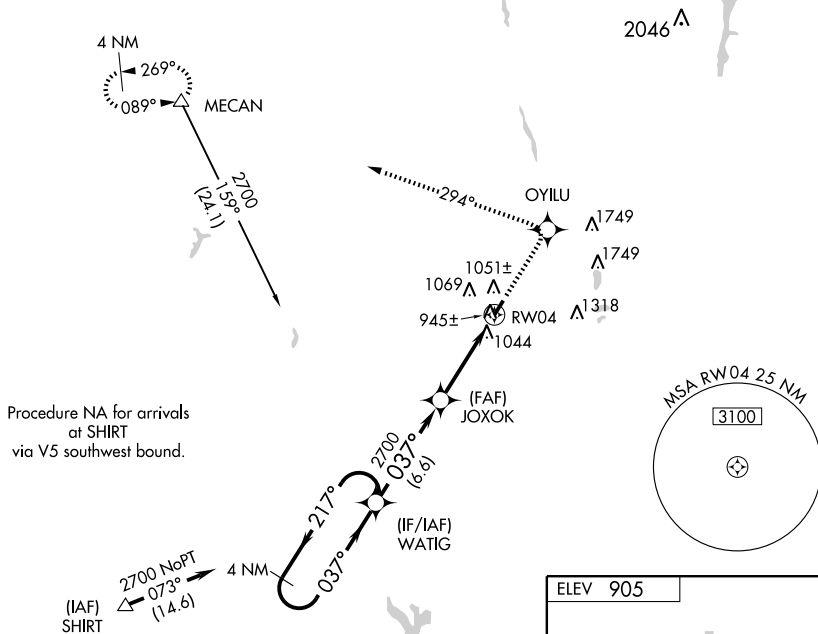 2046
4 NM
269°
089°
MECAN
2700
159°
(24.1)
294°
OYILU
1749
1749
1051±
1069
945±
RW04
1318
1044
MSA RW04 25 NM
3100
(FAF)
JOXOK
Procedure NA for arrivals
at SHIRT
via V5 southwest bound.
2700
037°
(6.6)
217°
037°
4 NM
(IF/IAF)
WATIG
2700 NoPT
073°
(14.6)
(IAF)
SHIRT
ELEV 905